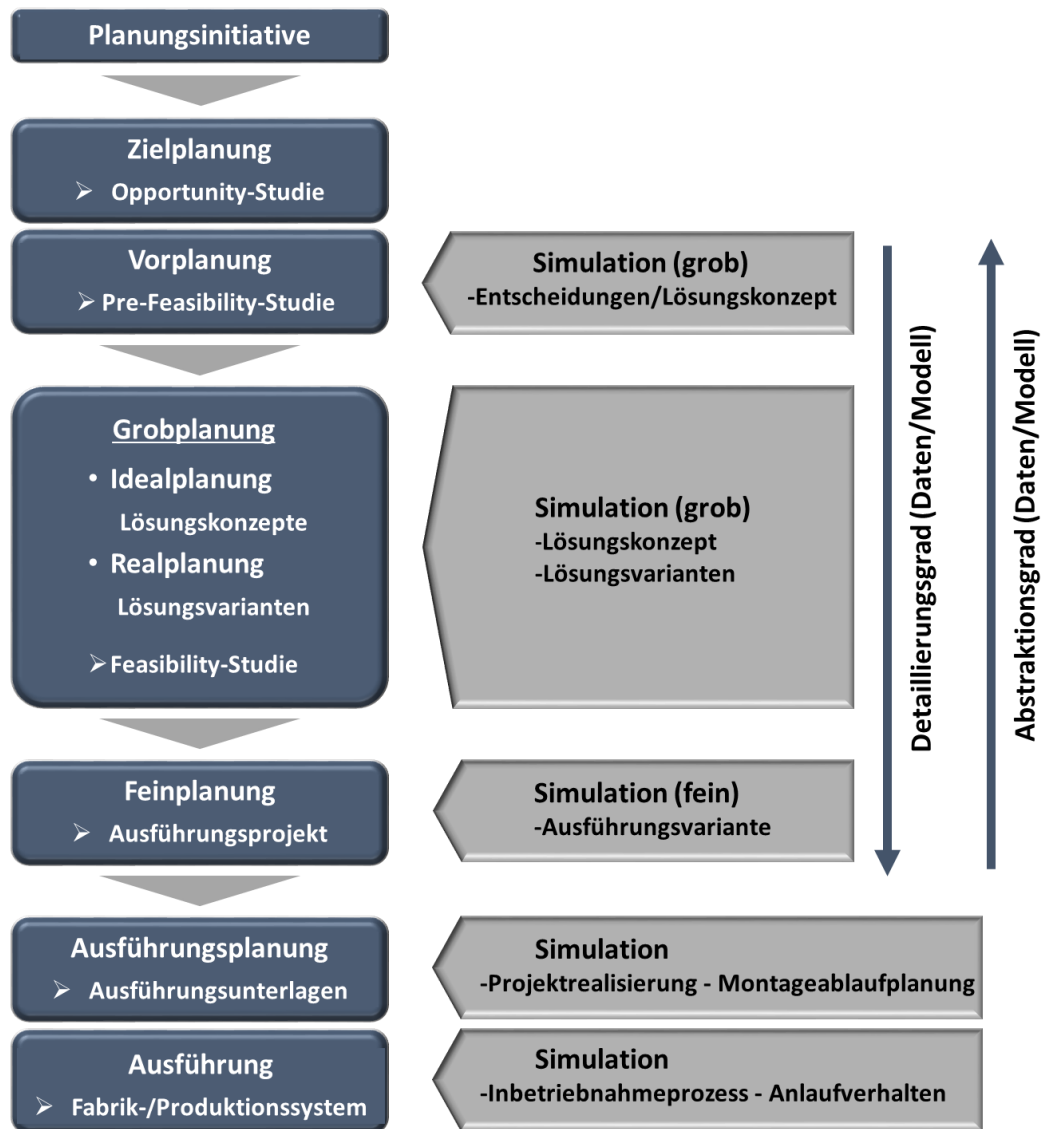 Planungsinitiative
Zielplanung
➢ Opportunity-Studie
Vorplanung
➢ Pre-Feasibility-Studie
Simulation (grob)
-Entscheidungen/Lösungskonzept
Grobplanung
• Idealplanung
Lösungskonzepte
• Realplanung
Lösungsvarianten
➢ Feasibility-Studie
Simulation (grob)
-Lösungskonzept
-Lösungsvarianten
Feinplanung
➢ Ausführungsprojekt
Simulation (fein)
-Ausführungsvariante
Detaillierungsgrad (Daten/Modell)
Abstraktionsgrad (Daten/Modell)
Ausführungsplanung
➢ Ausführungsunterlagen
Simulation
-Projektrealisierung - Montageablaufplanung
Ausführung
➢ Fabrik-/Produktionssystem
Simulation
-Inbetriebnahmeprozess - Anlaufverhalten